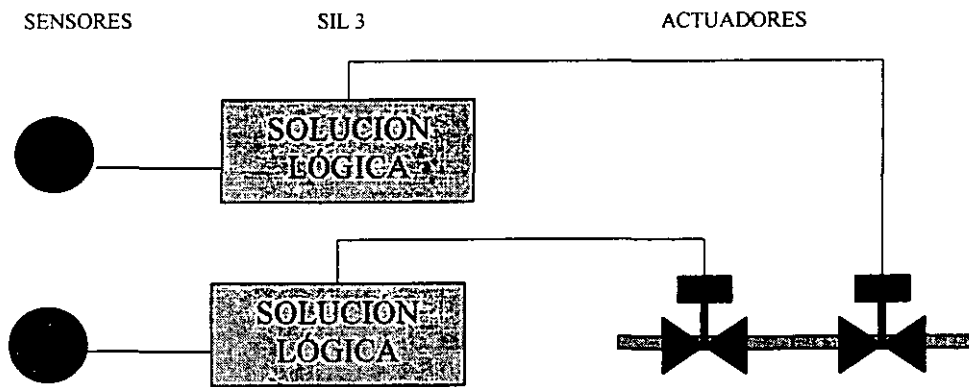 SENSORES SIL 3 ACTUADORES
SOLUCIÓN
LÓGICA
SOLUCIÓN
LÓGICA